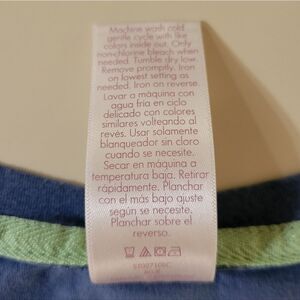 Machine wash cold
gentle cycle with like
colors inside out. Only
non-chlorine bleach when
needed. Tumble dry low.
Remove promptly. Iron
on lowest setting as
needed. Iron on reverse.
Lavar a máquina con
agua fría en ciclo
delicado con colores
similares volteando al
revés. Usar solamente
blanqueador sin cloro
cuando se necesite.
Secar en máquina a
temperatura baja. Retirar
rápidamente. Planchar
con el más bajo ajuste
según se necesite.
Planchar sobre el
reverso.